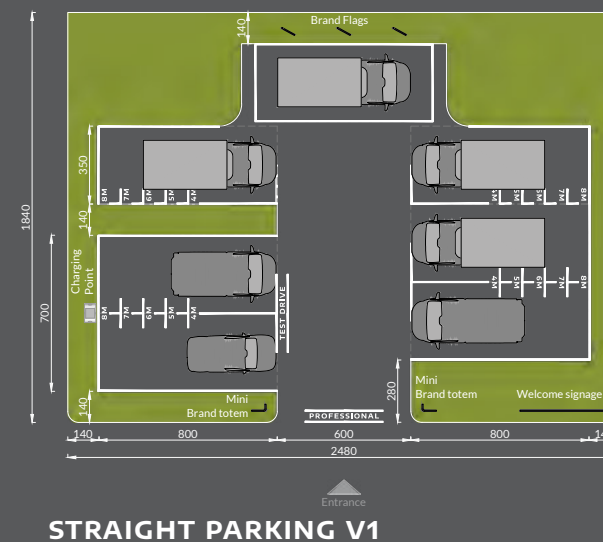 Brand Flags
140
350
8M 7M 6M 5M 4M
4M 5M 6M 7M 8M
140
1840
Charging
Point
700
8M 7M 6M 5M 4M
TEST DRIVE
4M 5M 6M 7M 8M
280
Mini
Brand totem
Mini
Brand totem
Welcome signage
140
PROFESSIONAL
140 800 600 800
2480
Entrance
STRAIGHT PARKING V1